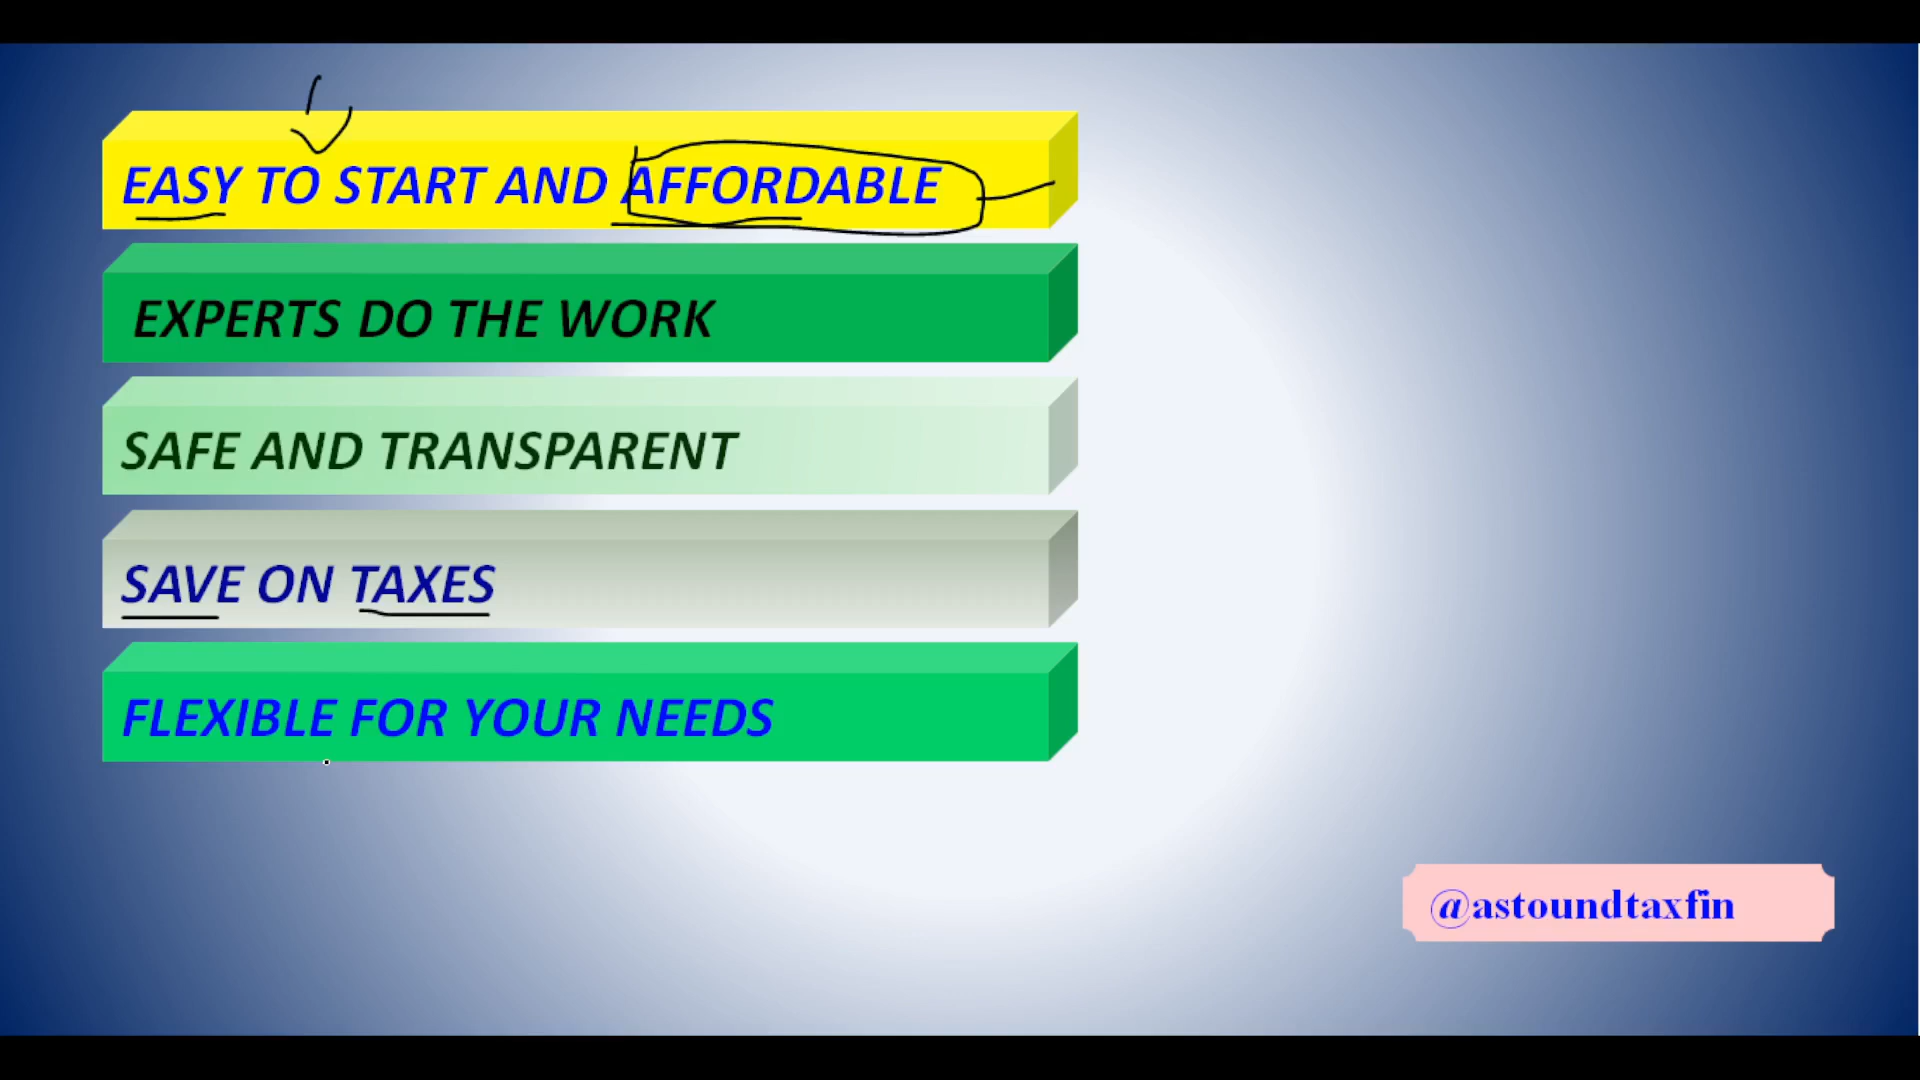 EASY TO START AND AFFORDABLE
EXPERTS DO THE WORK
SAFE AND TRANSPARENT
SAVE ON TAXES
FLEXIBLE FOR YOUR NEEDS
@astoundtaxfin